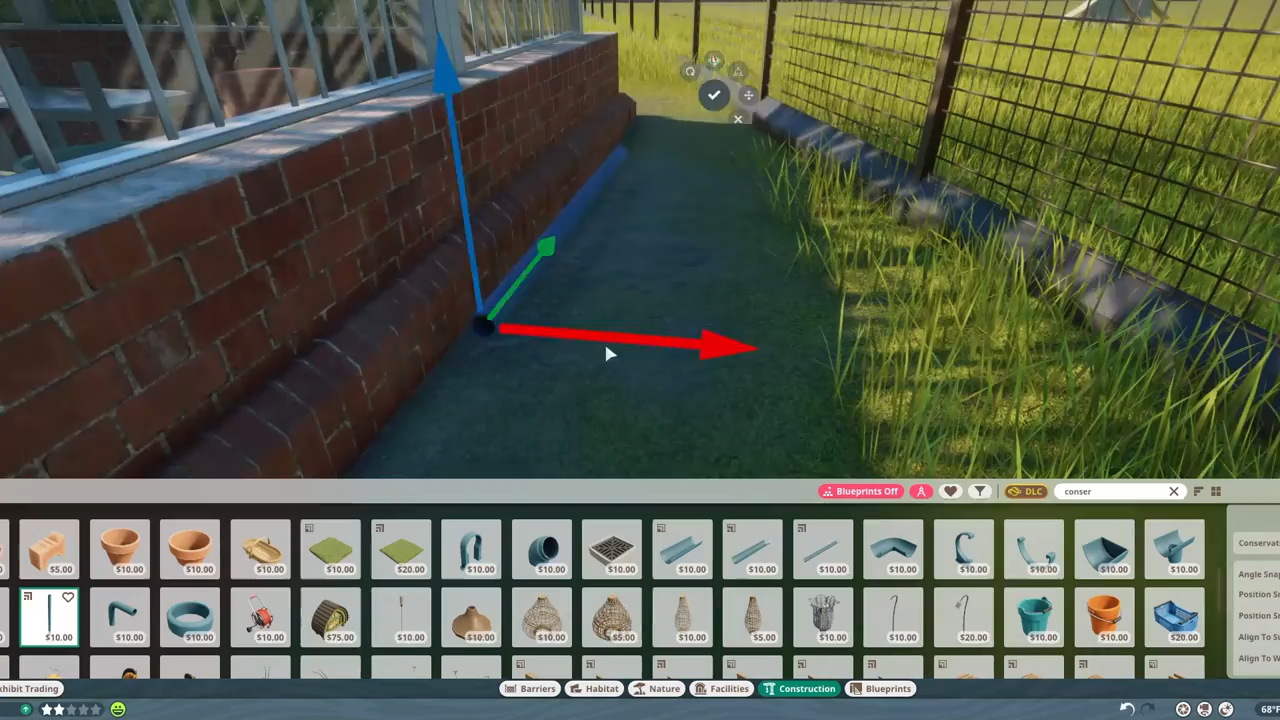 Blueprints Off
DLC
conser
$5.00
$10.00
$10.00
$10.00
$10.00
$20.00
$10.00
$10.00
$10.00
$10.00
$10.00
$10.00
$10.00
$10.00
$10.00
$10.00
$10.00
Conservat
Angle Snap
Position Sn
Position Sn
Align To Su
Align To W
$10.00
$10.00
$10.00
$10.00
$75.00
$10.00
$10.00
$10.00
$5.00
$10.00
$5.00
$10.00
$10.00
$20.00
$10.00
$10.00
$20.00
xhibit Trading
Barriers
Habitat
Nature
Facilities
Construction
Blueprints
68°F